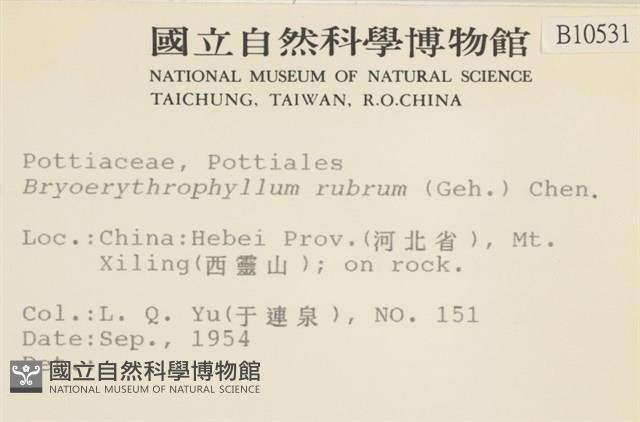 國立自然科學博物館
B10531
NATIONAL MUSEUM OF NATURAL SCIENCE
TAICHUNG, TAIWAN, R.O.CHINA
Pottiaceae, Pottiales
Bryoerythrophyllum rubrum (Geh.) Chen.
Loc.:China:Hebei Prov.(河北省), Mt.
Xiling(西靈山); on rock.
Col.:L. Q. Yu(于連泉), NO. 151
Date:Sep., 1954
國立自然科學博物館
NATIONAL MUSEUM OF NATURAL SCIENCE